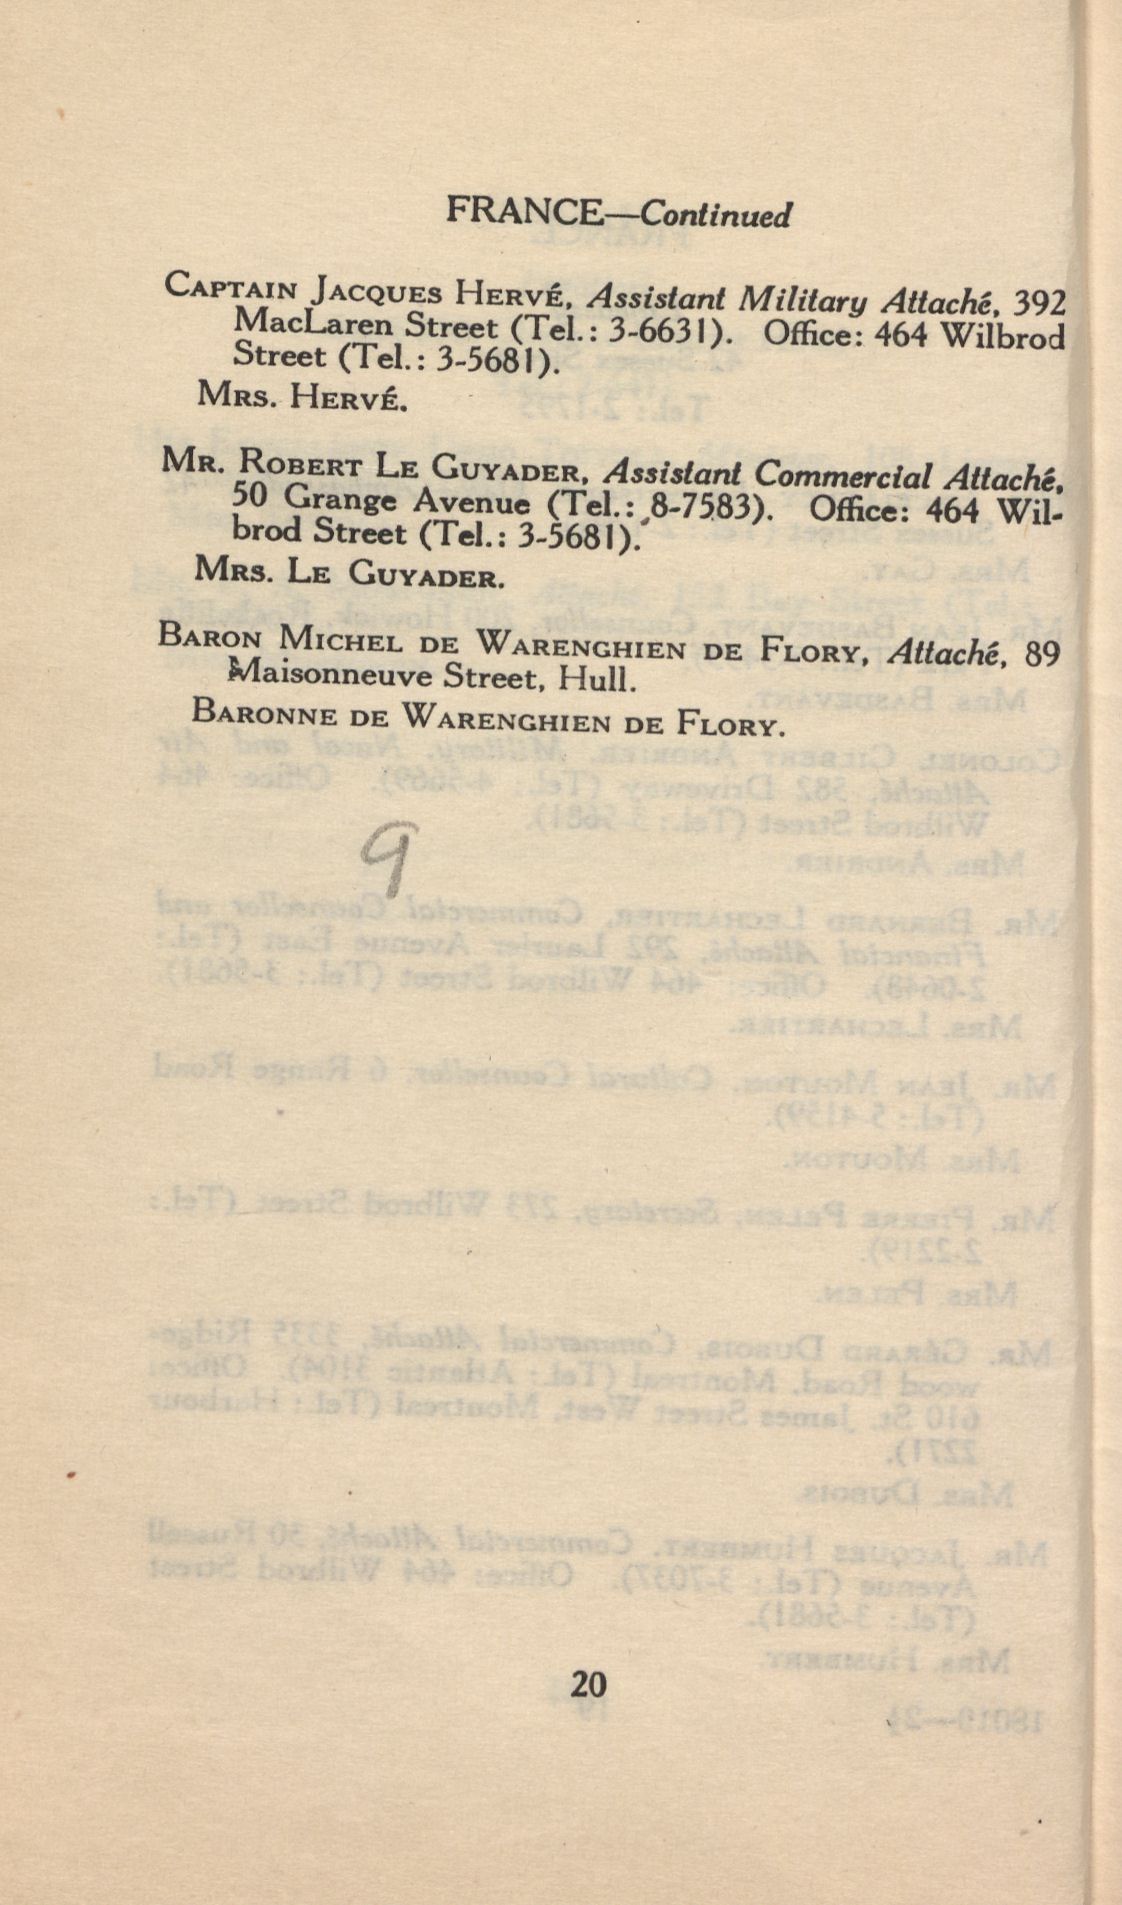 FRANCE—Continued
CAPTAIN JACQUES HERVÉ, Assistant Military Attaché, 392
MacLaren Street (Tel.: 3-6631). Office: 464 Wilbrod
Street (Tel.: 3-5681).
MRS. HERVÉ.
MR. ROBERT LE GUYADER, Assistant Commercial Attaché,
50 Grange Avenue (Tel.: 8-7583). Office: 464 Wil-
brod Street (Tel.: 3-5681).
MRS. LE GUYADER.
BARON MICHEL DE WARENGHIEN DE FLORY, Attaché, 89
Maisonneuve Street, Hull.
BARONNE DE WARENGHIEN DE FLORY.
9
20